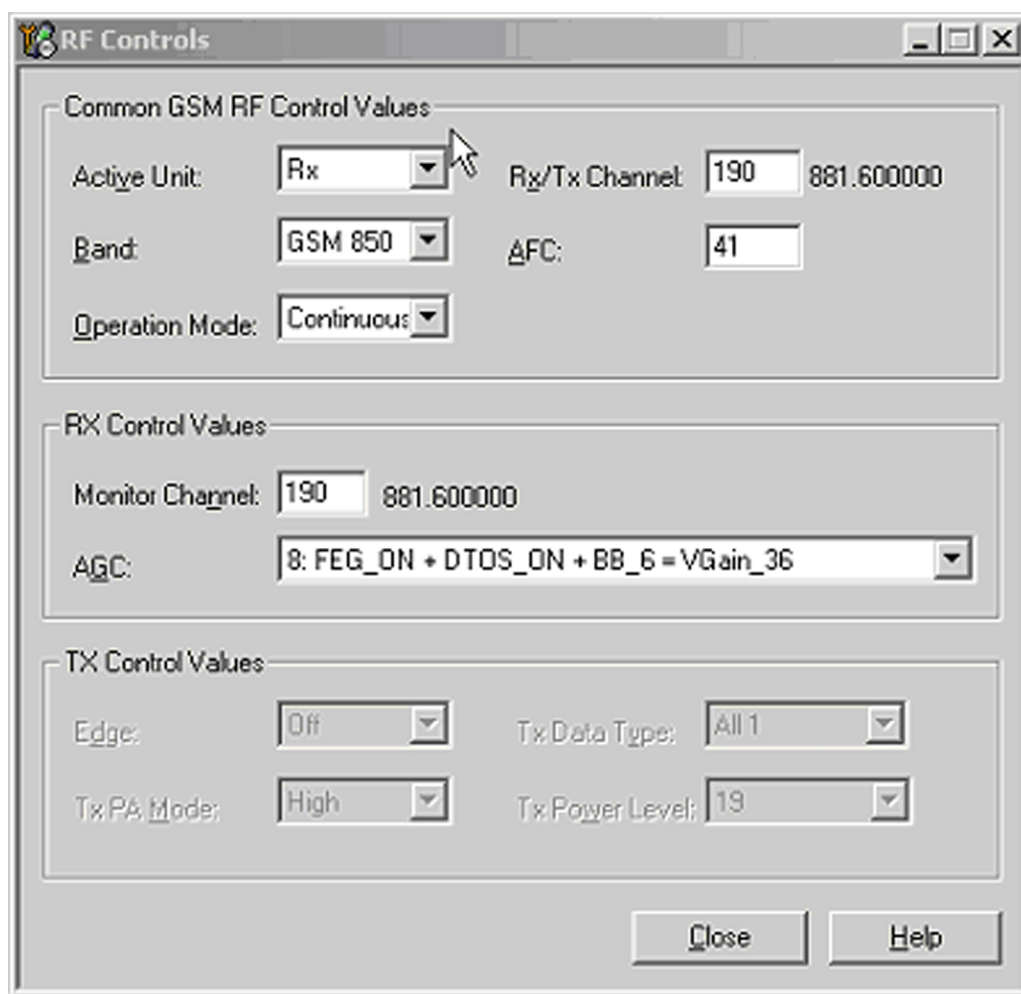 RF Controls
Common GSM RF Control Values
Active Unit: Rx Rx/Tx Channel: 190 881.600000
Band: GSM 850 AFC: 41
Operation Mode: Continuous
RX Control Values
Monitor Channel: 190 881.600000
AGC: 8: FEG_ON + DTOS_ON + BB_6 = VGain_36
TX Control Values
Edge: Off Tx Data Type: All 1
Tx PA Mode: High Tx Power Level: 19
Close Help